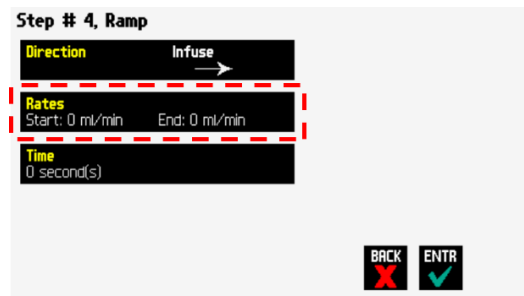 Step # 4, Ramp
Direction Infuse
Rates
Start: 0 ml/min End: 0 ml/min
Time
0 second(s)
BACK ENTR